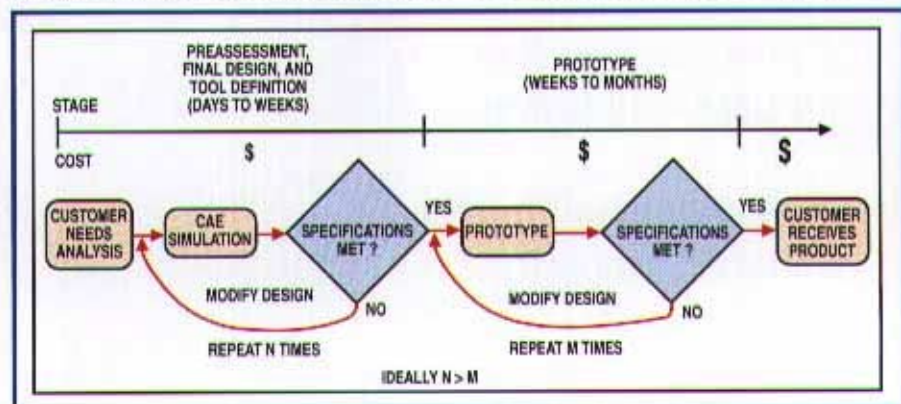 PREASSESSMENT,
FINAL DESIGN, AND
TOOL DEFINITION
(DAYS TO WEEKS)
PROTOTYPE
(WEEKS TO MONTHS)
STAGE
COST
$
$
$
CUSTOMER
NEEDS
ANALYSIS
CAE
SIMULATION
SPECIFICATIONS
MET ?
YES
PROTOTYPE
SPECIFICATIONS
MET ?
YES
CUSTOMER
RECEIVES
PRODUCT
MODIFY DESIGN
NO
MODIFY DESIGN
NO
REPEAT N TIMES
REPEAT M TIMES
IDEALLY N > M